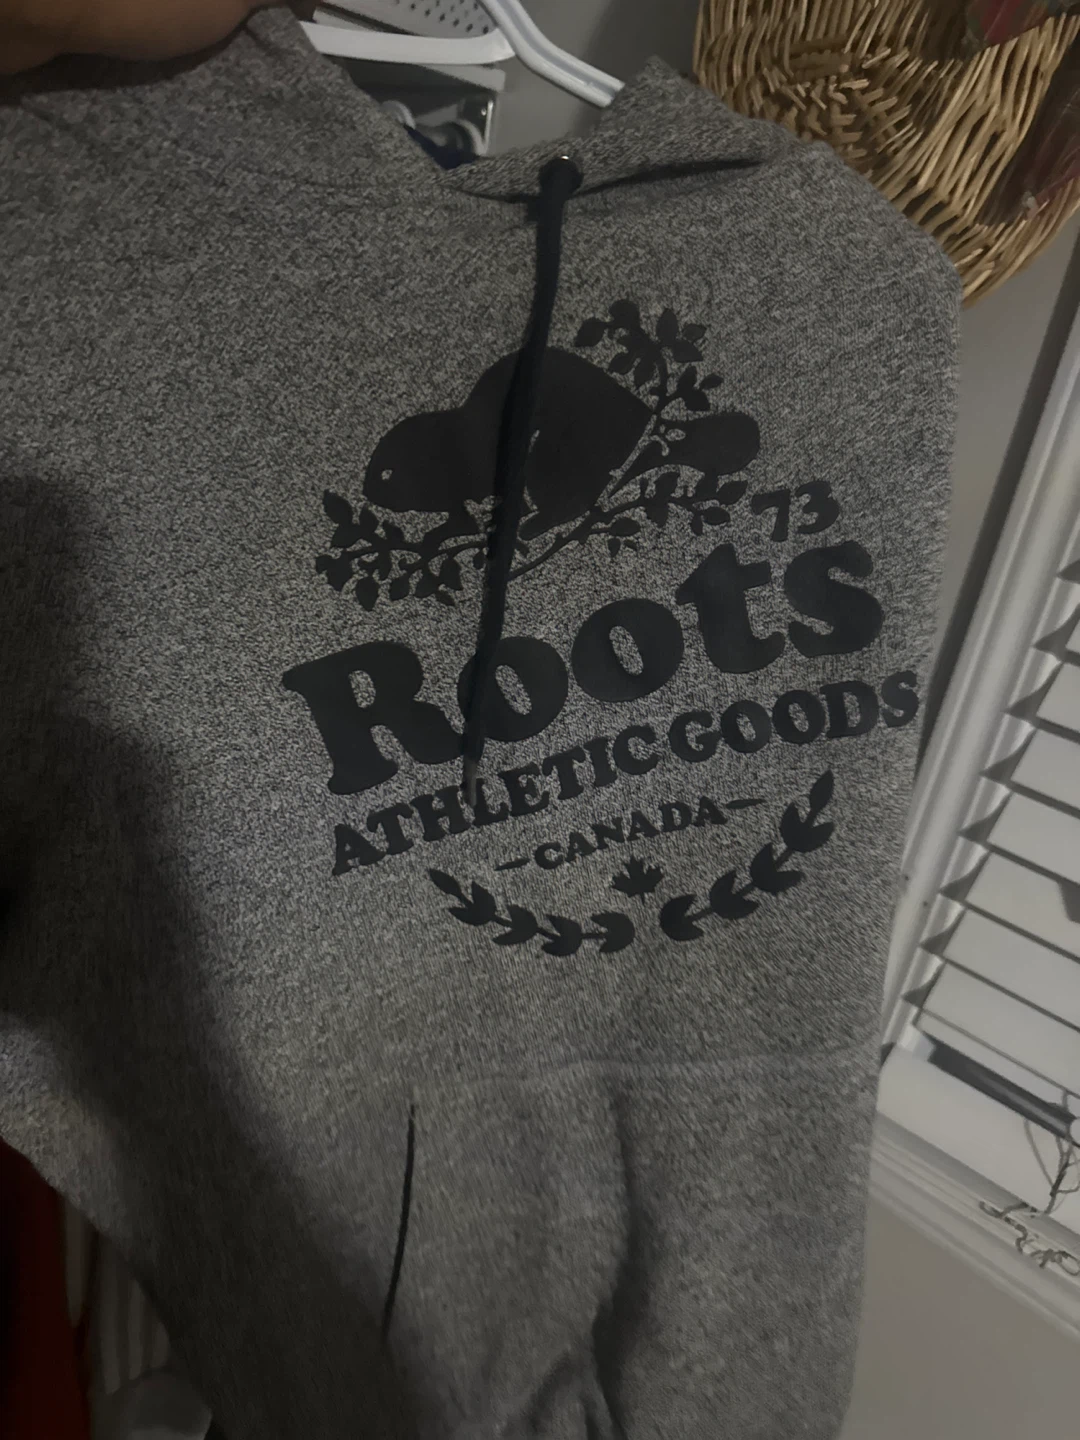 73
Roots
ATHLETIC GOODS
-CANADA-